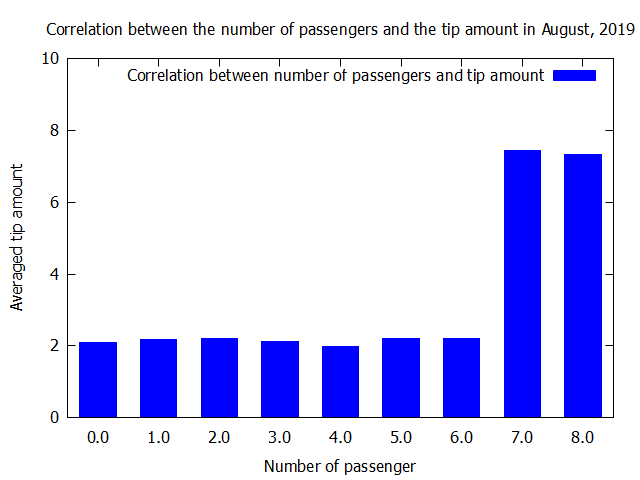 Correlation between the number of passengers and the tip amount in August, 2019
Correlation between number of passengers and tip amount
10
8
6
4
2
0
Averaged tip amount
0.0 1.0 2.0 3.0 4.0 5.0 6.0 7.0 8.0
Number of passenger